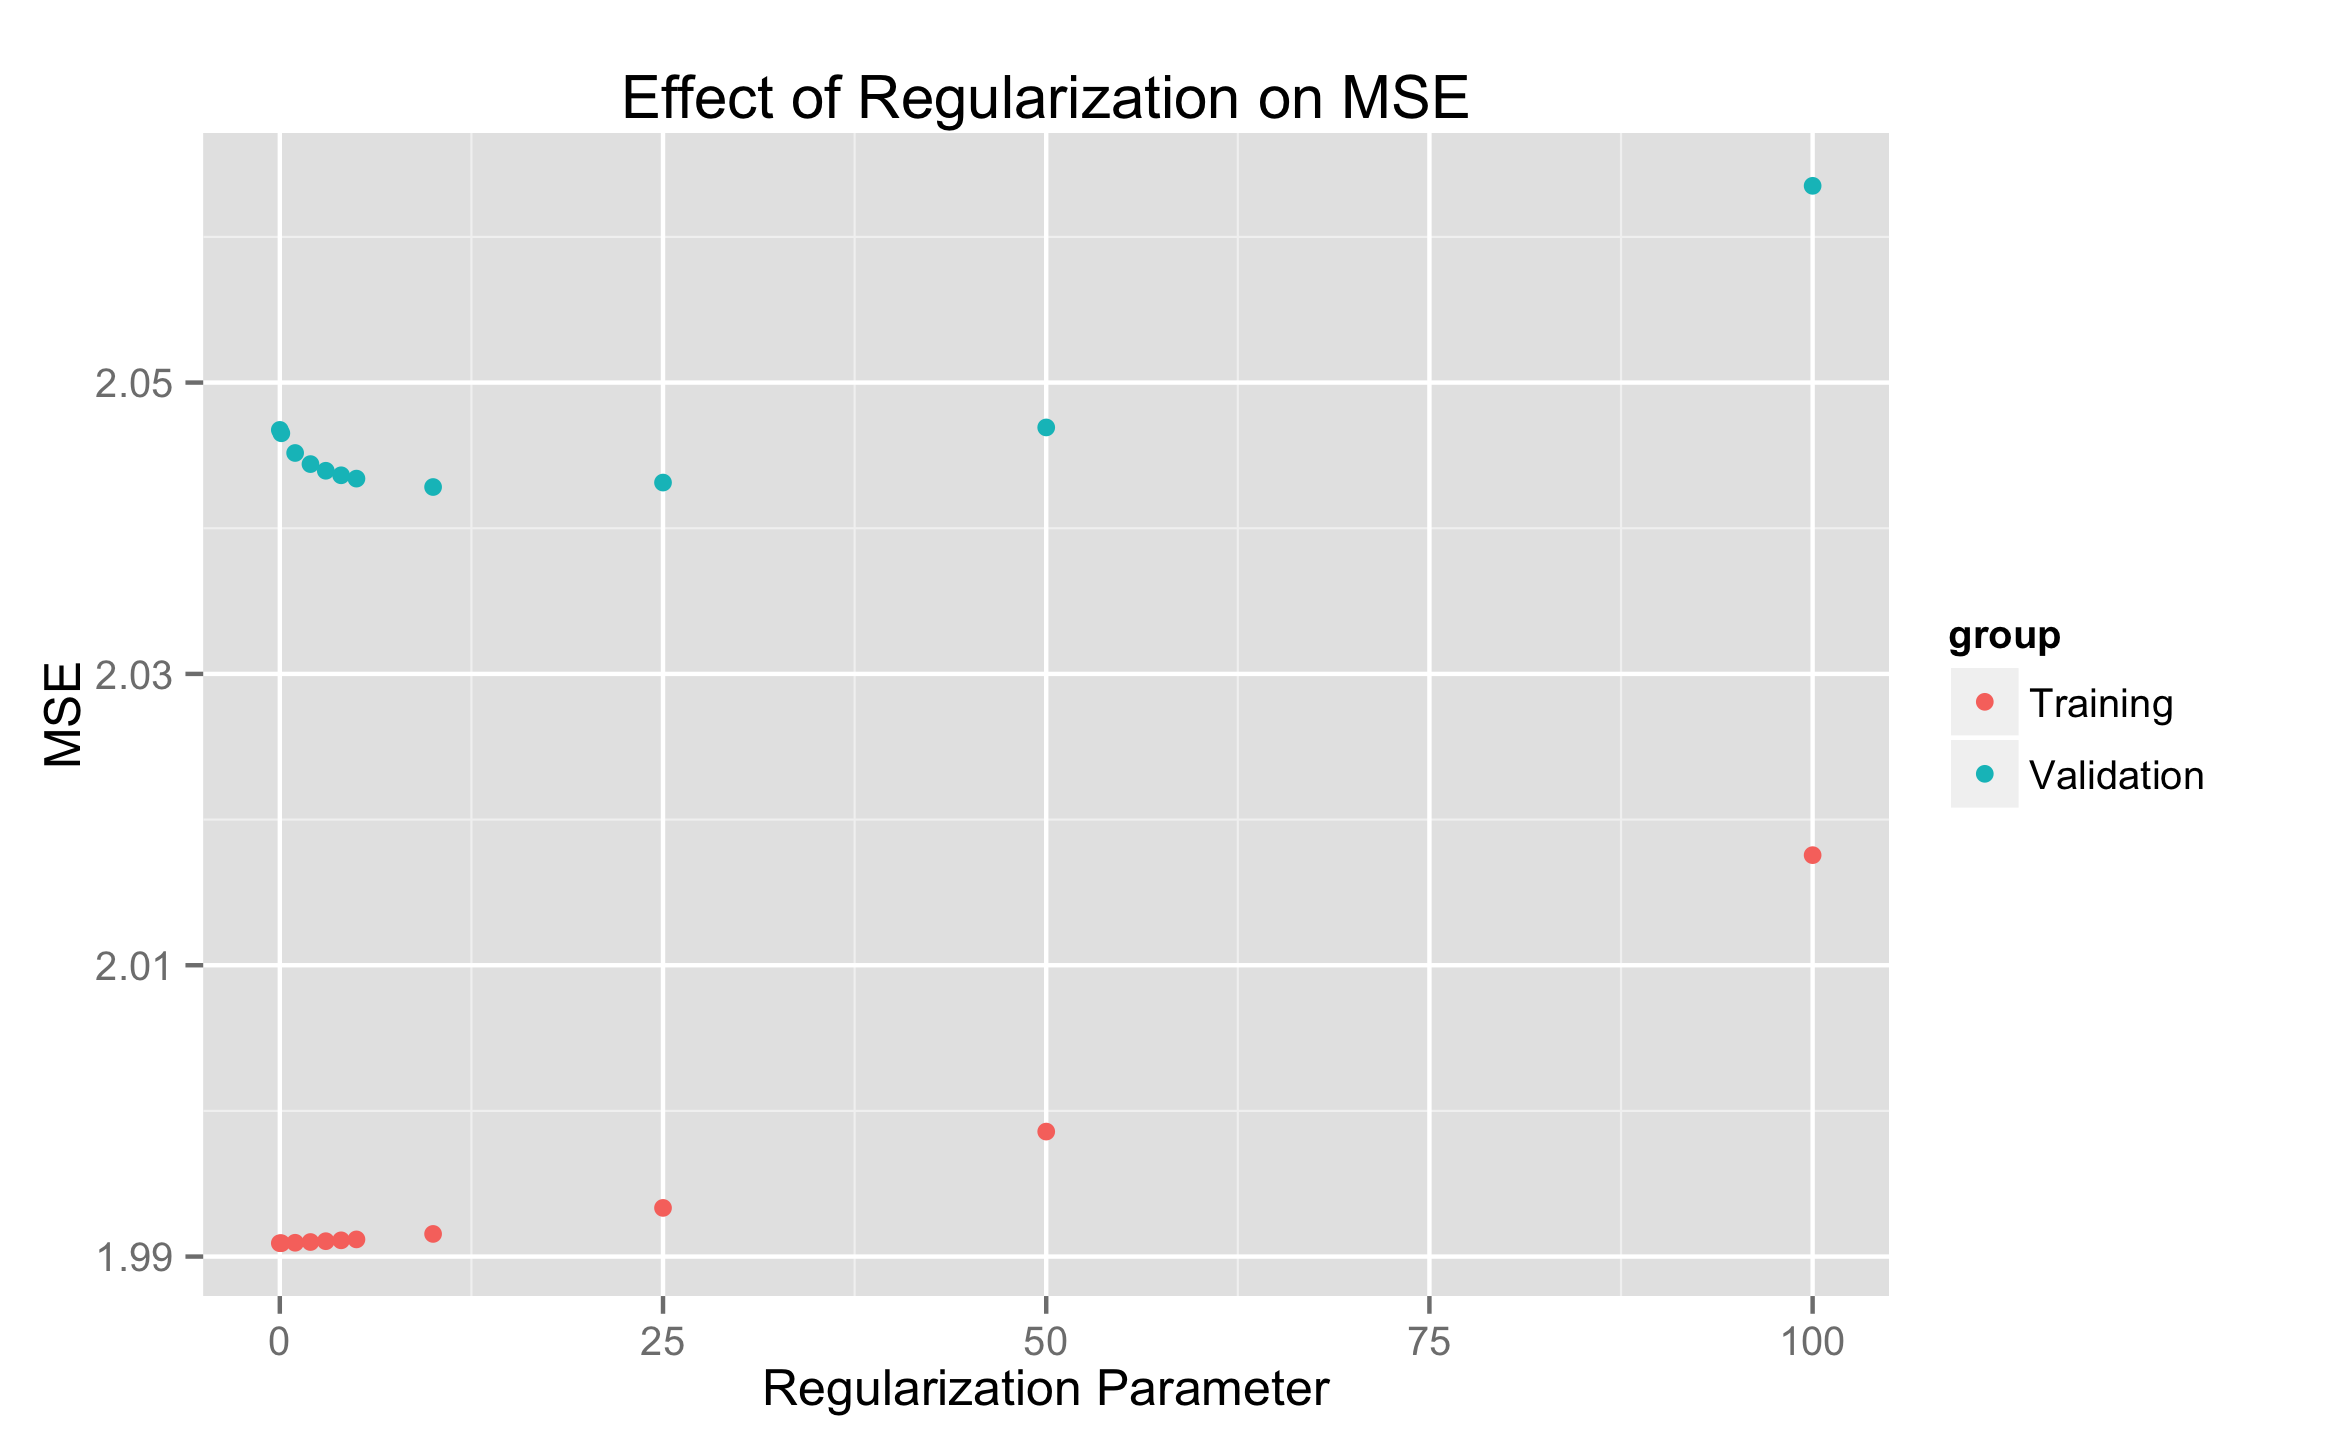 Effect of Regularization on MSE
MSE
2.05
2.03
2.01
1.99
0 25 50 75 100
Regularization Parameter
group
Training
Validation